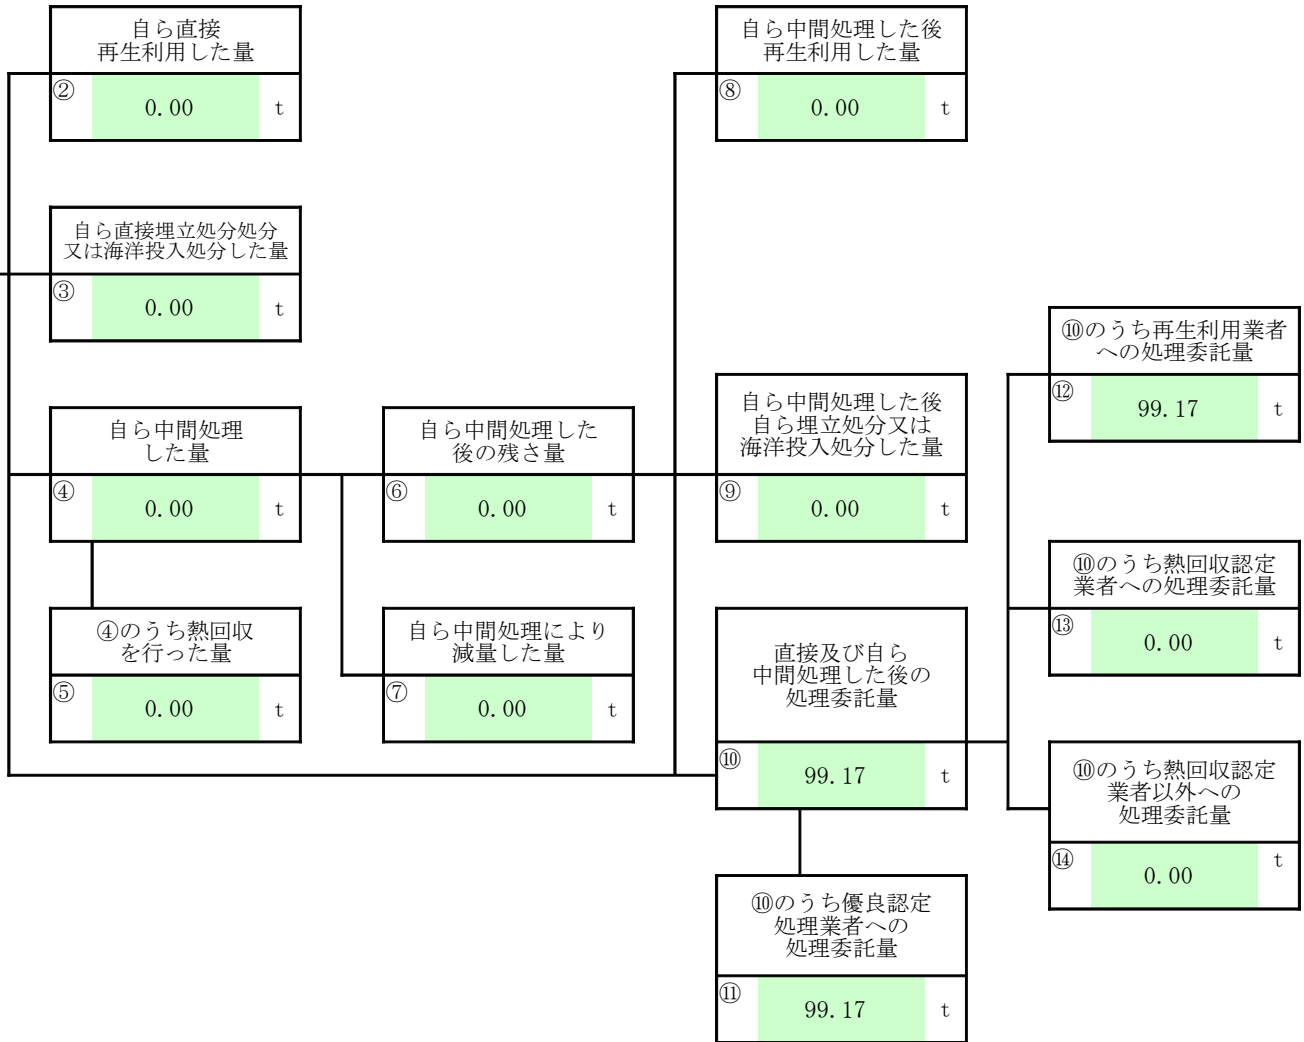 自ら直接
再生利用した量
②
0.00
t
自ら中間処理した後
再生利用した量
⑧
0.00
t
自ら直接埋立処分処分
又は海洋投入処分した量
③
0.00
t
⑩のうち再生利用業者
への処理委託量
⑫
99.17
t
自ら中間処理
した量
④
0.00
t
自ら中間処理した
後の残さ量
⑥
0.00
t
自ら中間処理した後
自ら埋立処分又は
海洋投入処分した量
⑨
0.00
t
⑩のうち熱回収認定
業者への処理委託量
⑬
0.00
t
④のうち熱回収
を行った量
⑤
0.00
t
自ら中間処理により
減量した量
⑦
0.00
t
直接及び自ら
中間処理した後の
処理委託量
⑩
99.17
t
⑩のうち熱回収認定
業者以外への
処理委託量
⑭
0.00
t
⑩のうち優良認定
処理業者への
処理委託量
⑪
99.17
t